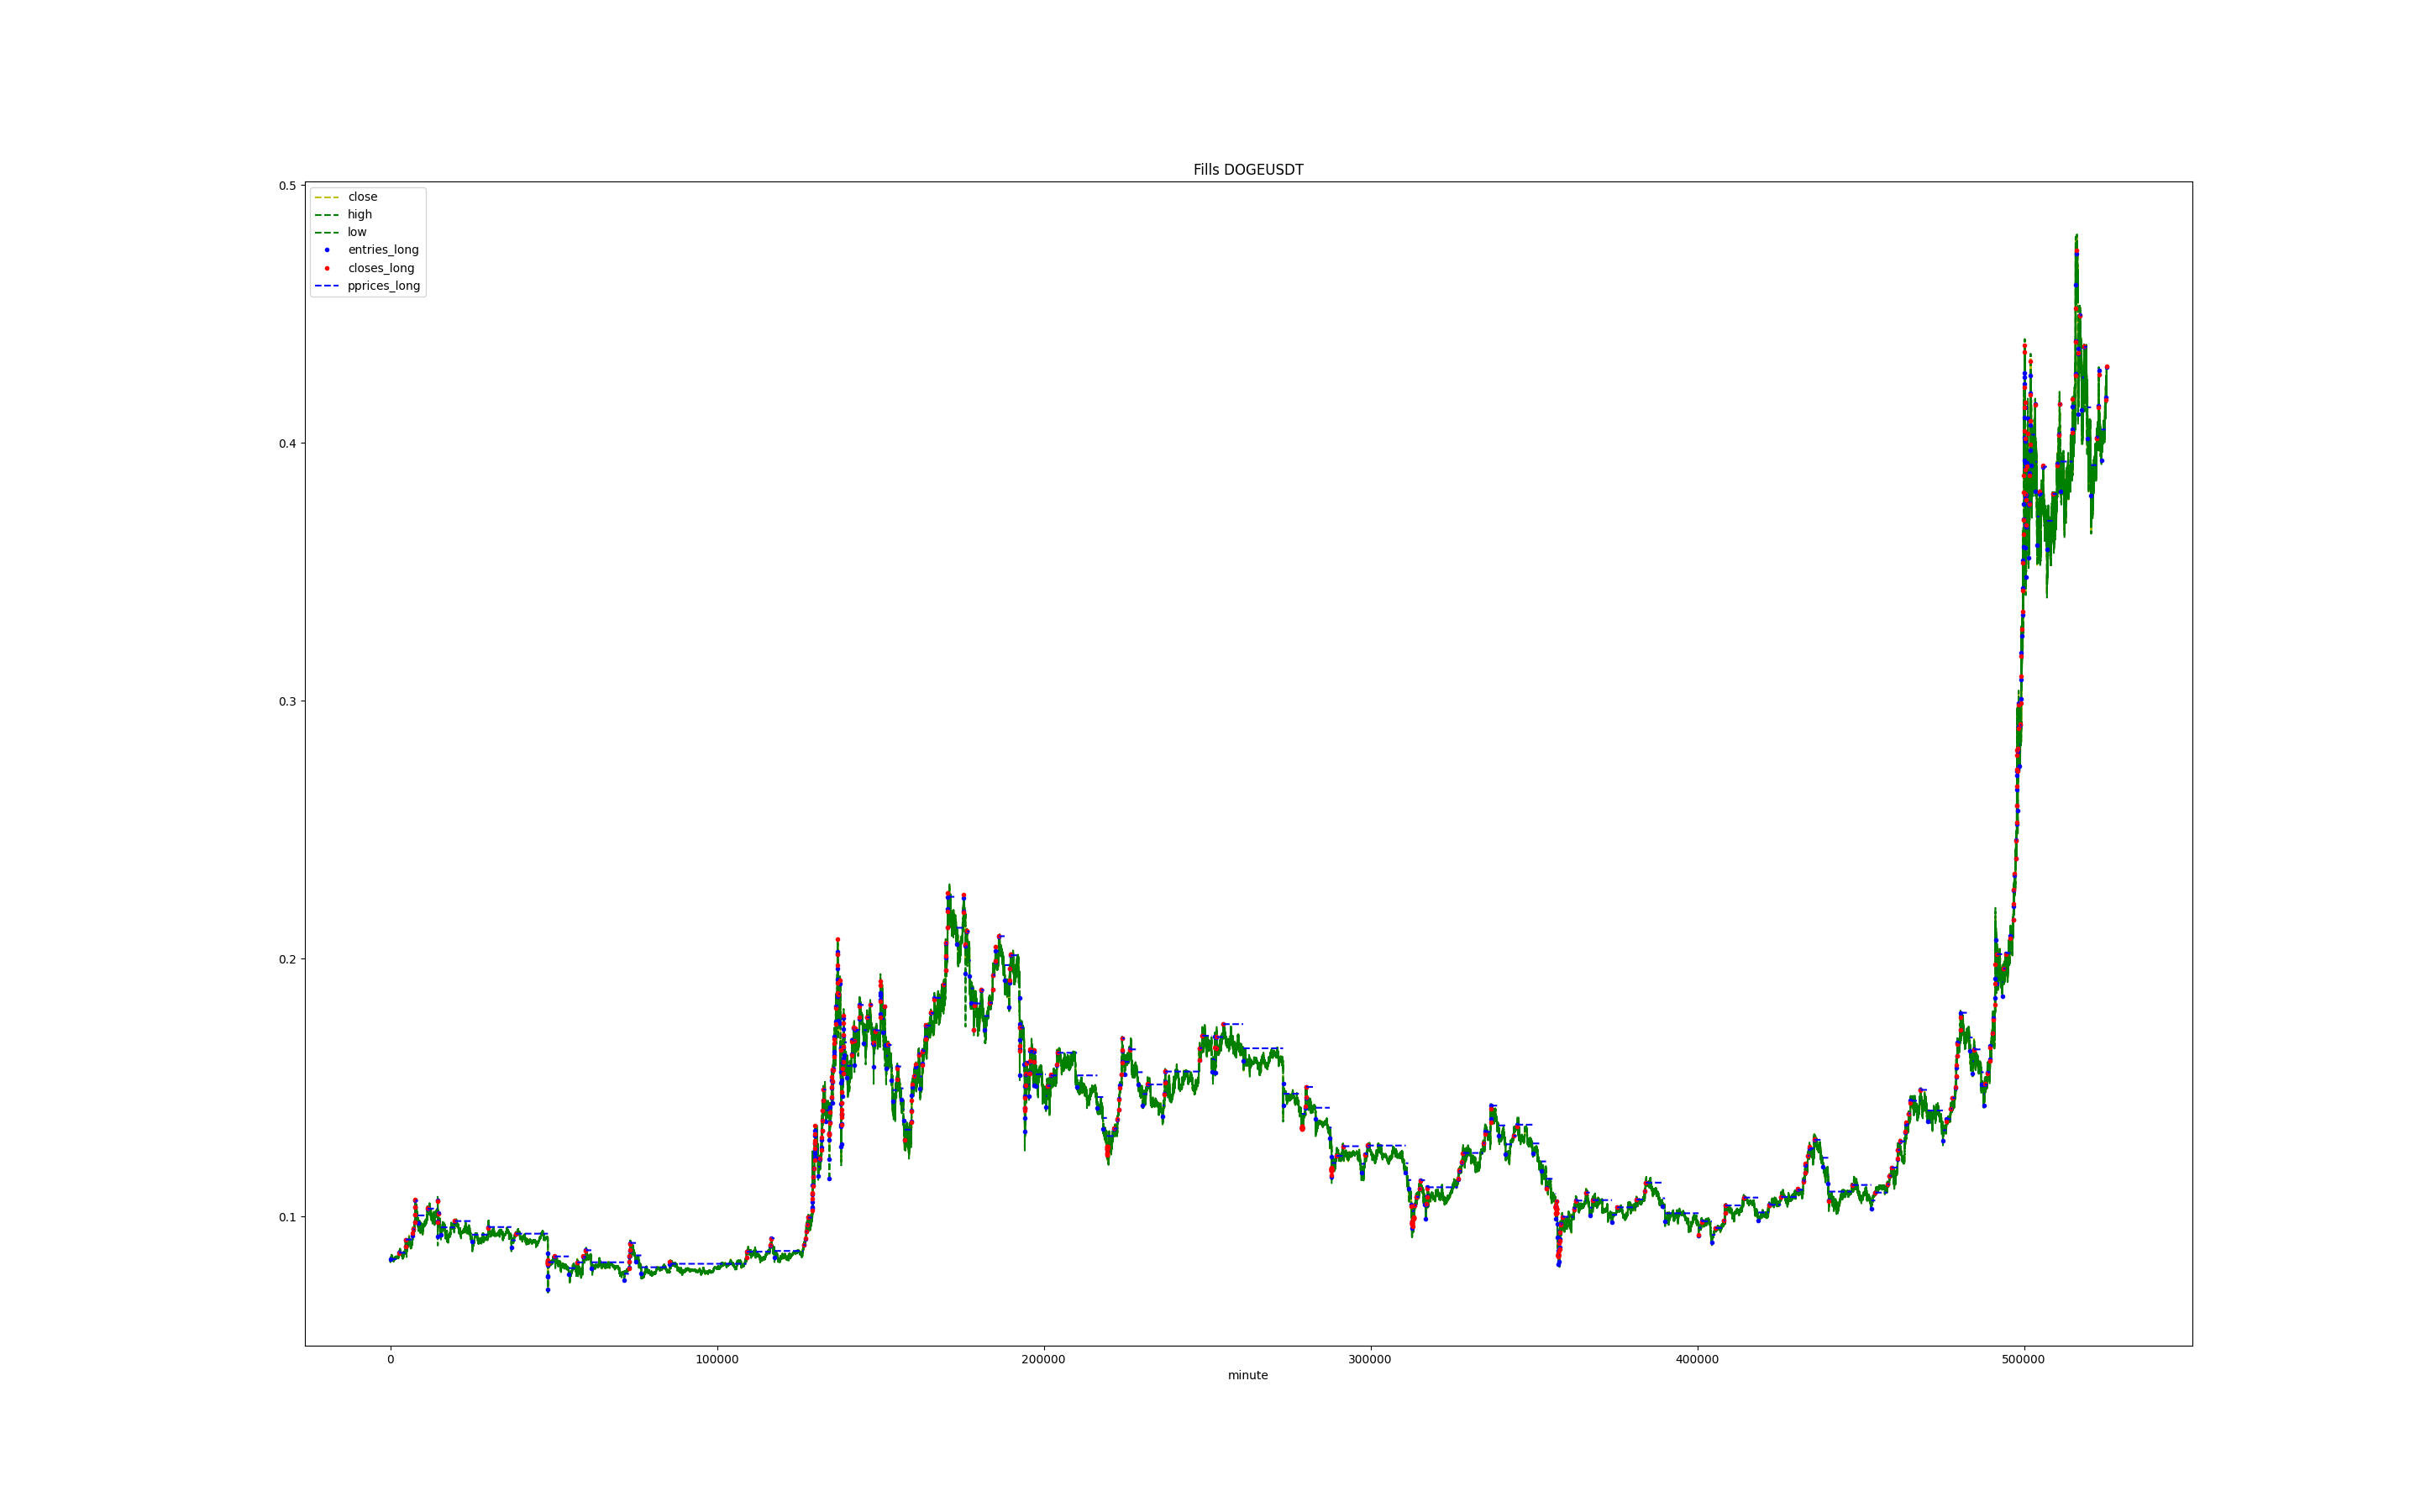 Fills DOGEUSDT
close
high
low
entries_long
closes_long
pprices_long
0.5
0.4
0.3
0.2
0.1
0 100000 200000 300000 400000 500000
minute